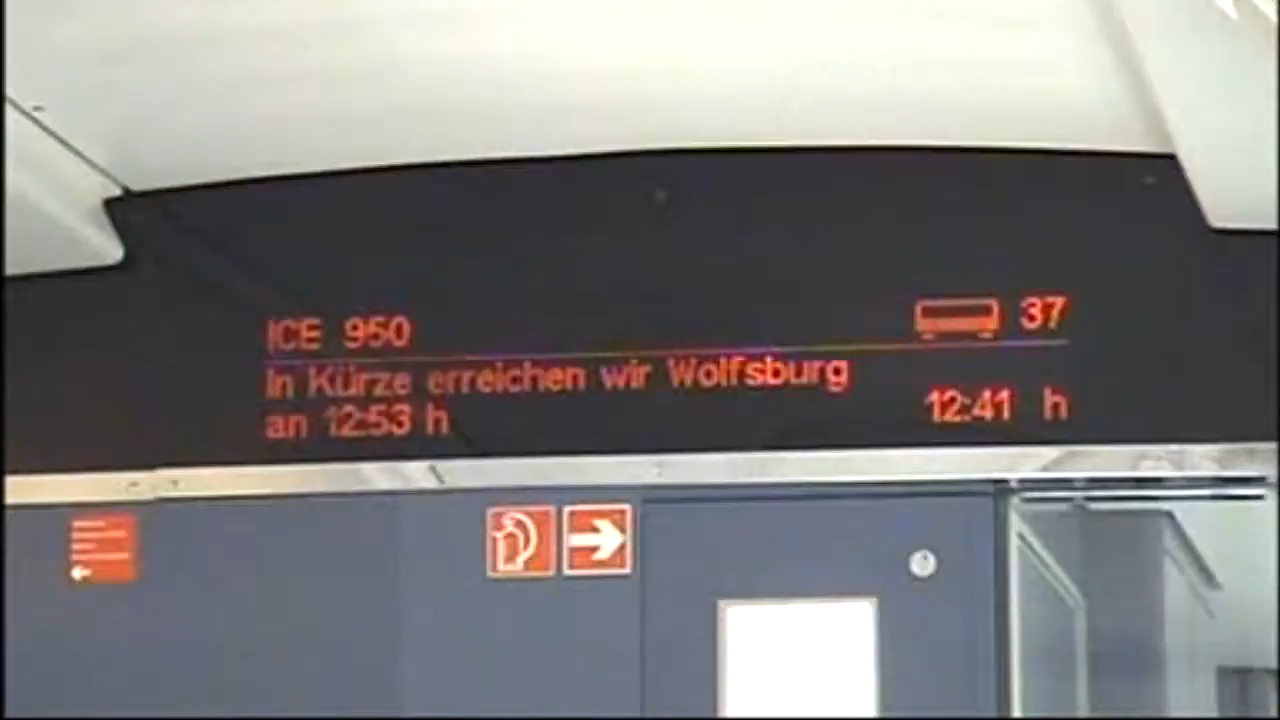 ICE 950
37
In Kürze erreichen wir Wolfsburg
an 12:53 h
12:41 h